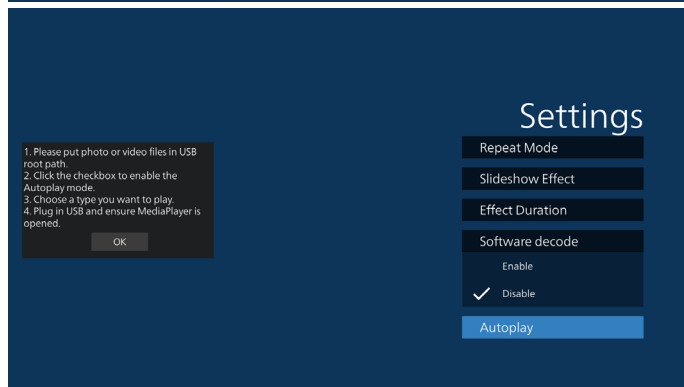 Settings
1. Please put photo or video files in USB
root path.
2. Click the checkbox to enable the
Autoplay mode.
3. Choose a type you want to play.
4. Plug in USB and ensure MediaPlayer is
opened.
OK
Repeat Mode
Slideshow Effect
Effect Duration
Software decode
Enable
Disable
Autoplay